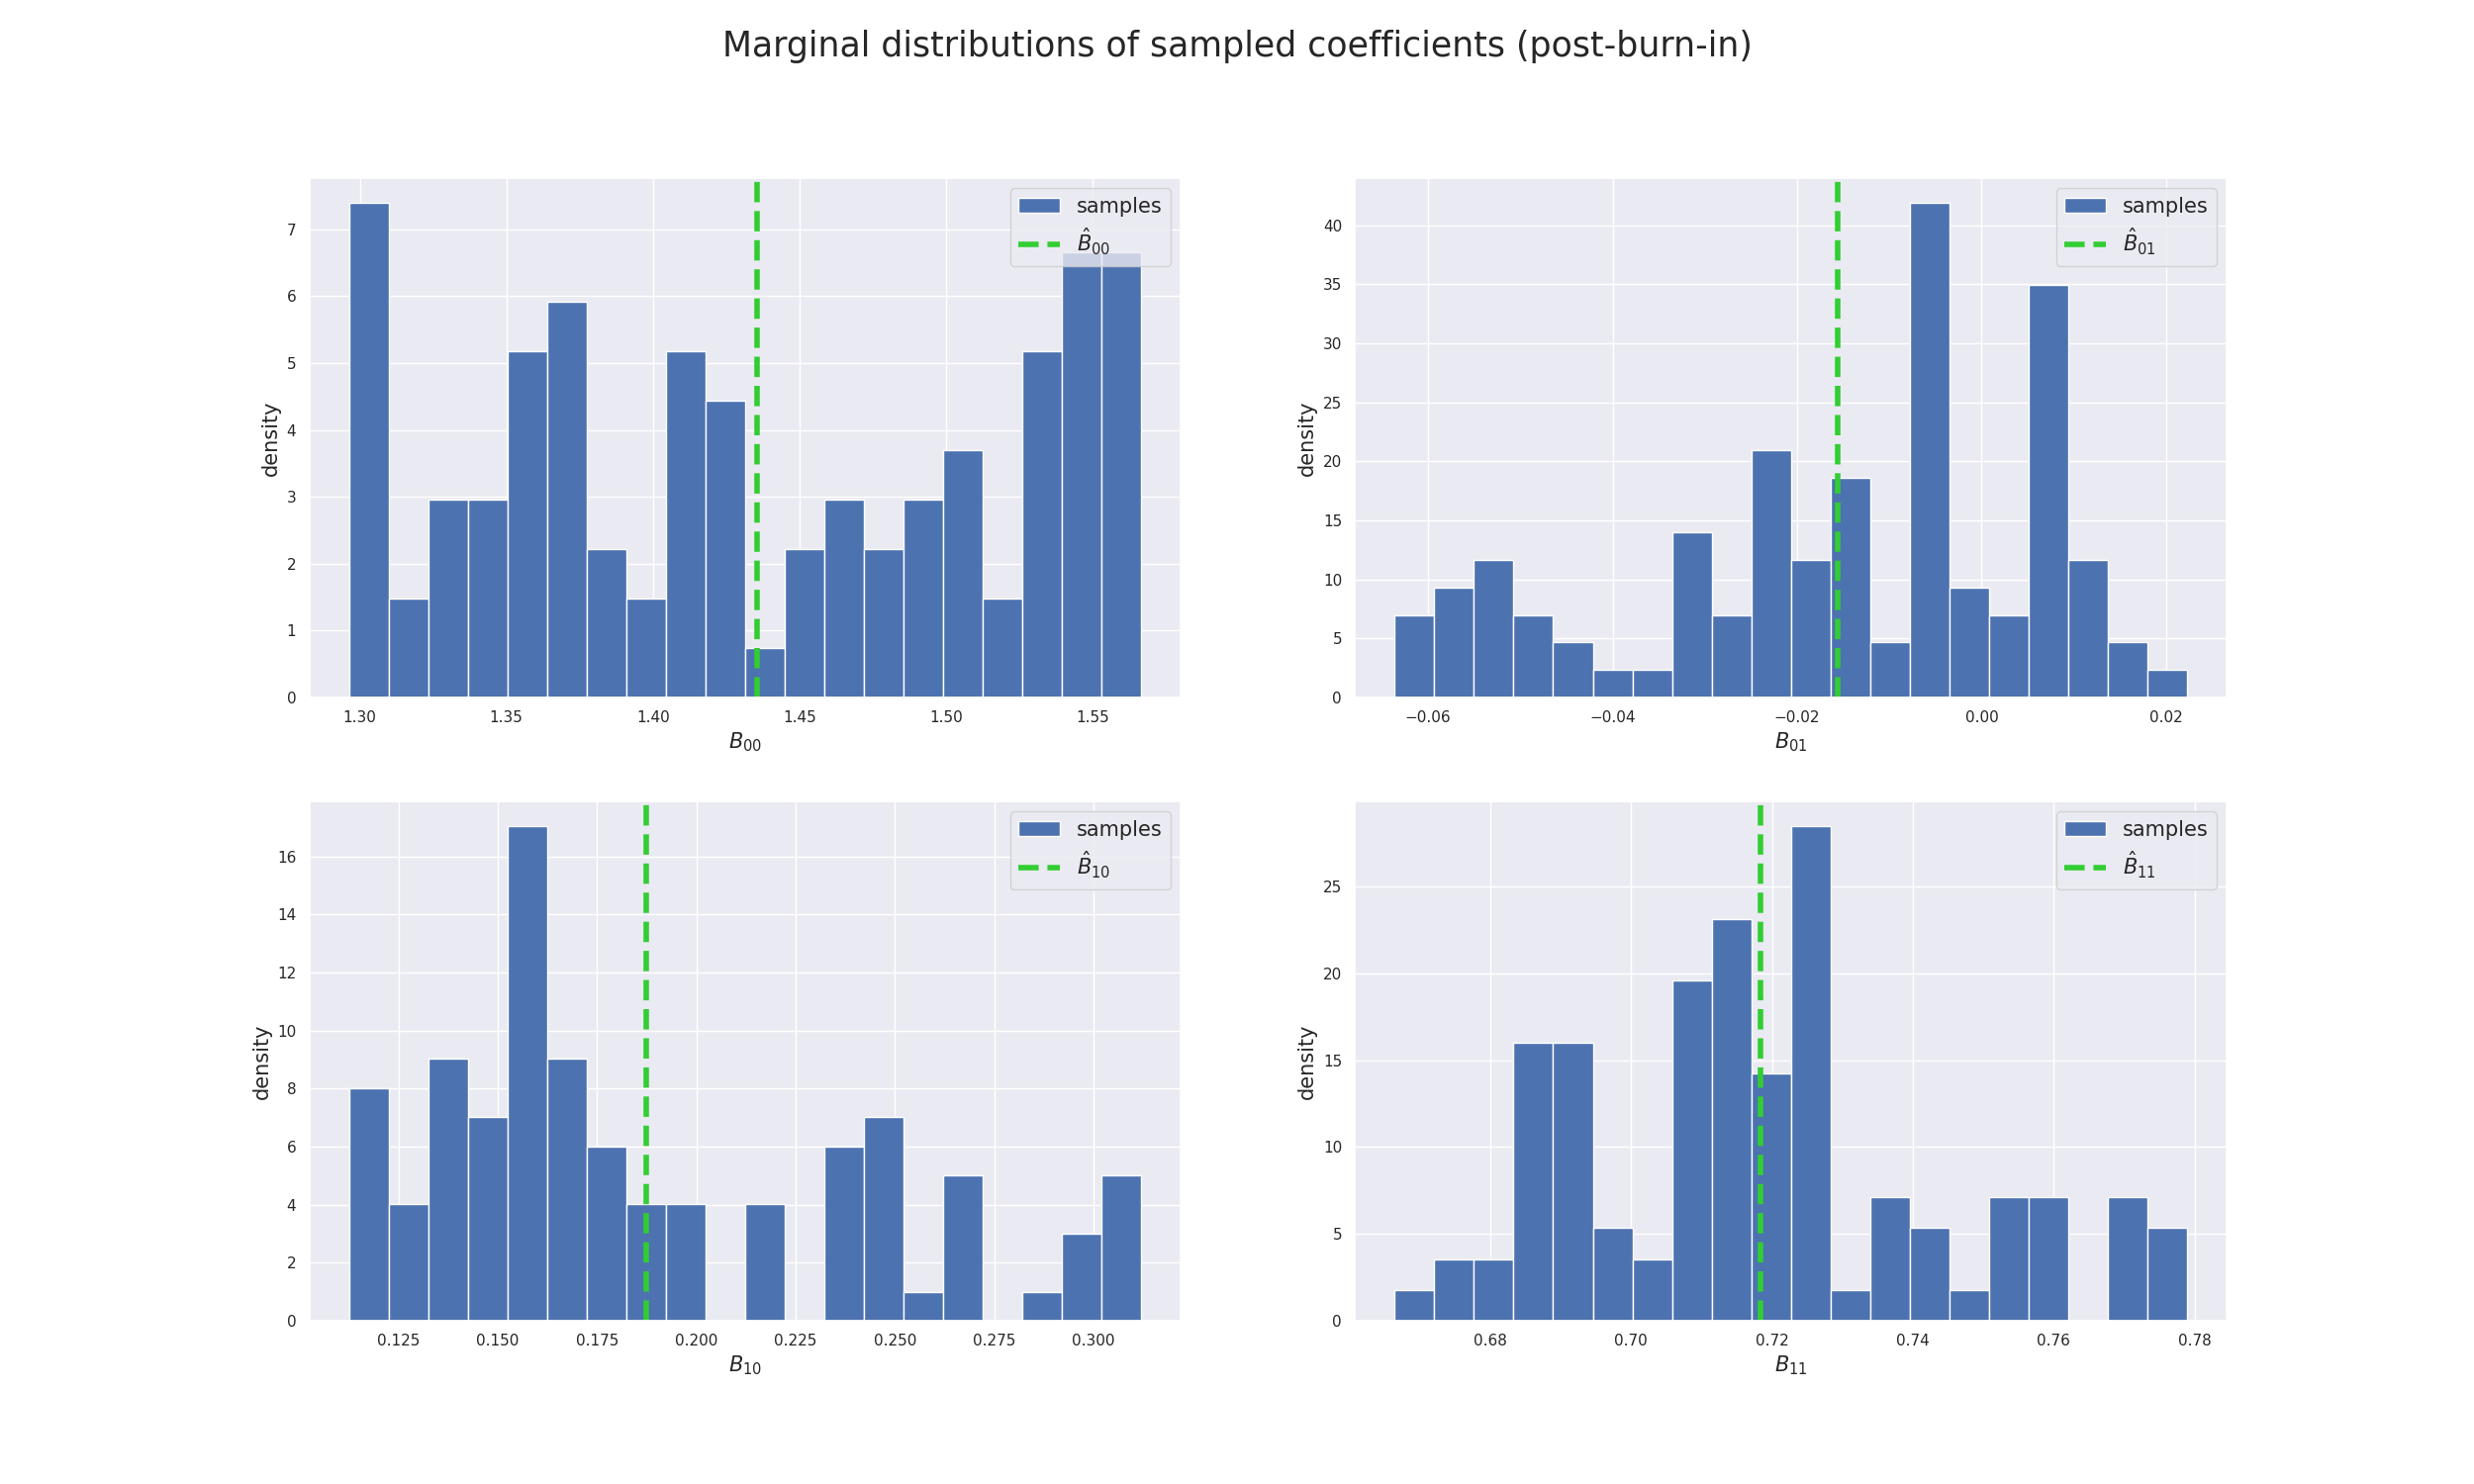 Marginal distributions of sampled coefficients (post-burn-in)
density
7
6
5
4
3
2
1
0
samples
B̂₀₀
1.30 1.35 1.40 1.45 1.50 1.55
B₀₀
density
40
35
30
25
20
15
10
5
0
samples
B̂₀₁
−0.06 −0.04 −0.02 0.00 0.02
B₀₁
density
16
14
12
10
8
6
4
2
0
samples
B̂₁₀
0.125 0.150 0.175 0.200 0.225 0.250 0.275 0.300
B₁₀
density
25
20
15
10
5
0
samples
B̂₁₁
0.68 0.70 0.72 0.74 0.76 0.78
B₁₁